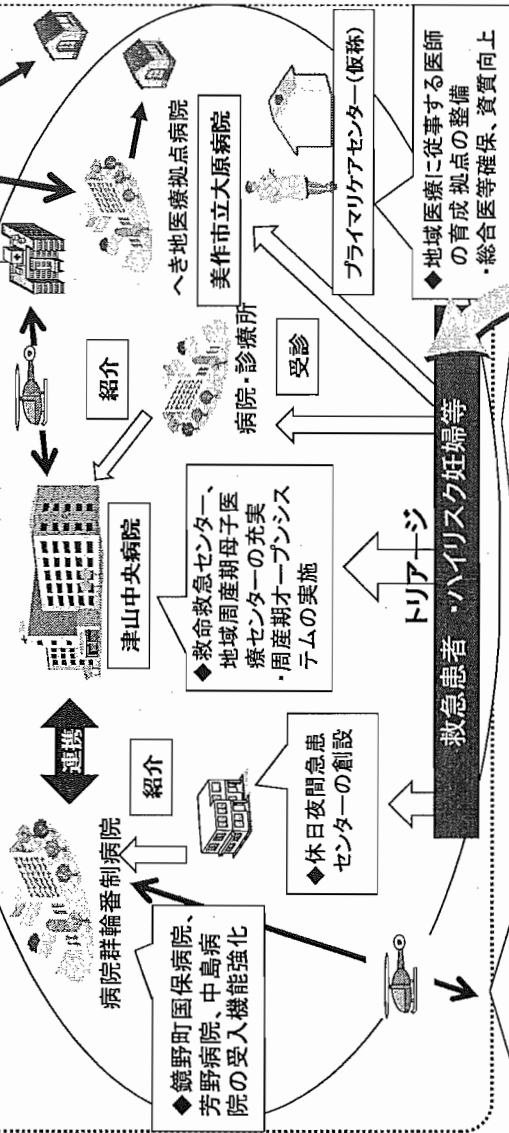 へき地医療拠点病院
美作市立大原病院
プライマリケアセンター(仮称)
◆地域医療に従事する医師
の育成 拠点の整備
・総合医等確保、資質向上
紹介
病院・診療所
受診
津山中央病院
◆救命救急センター、
地域周産期母子医
療センターの充実
・周産期オープンシス
テムの実施
トリアージ
救急患者 ・ハイリスク妊婦等
連携
紹介
病院群輪番制病院
◆休日夜間急患
センターの創設
◆鏡野町国保病院、
芳野病院、中島病
院の受入機能強化